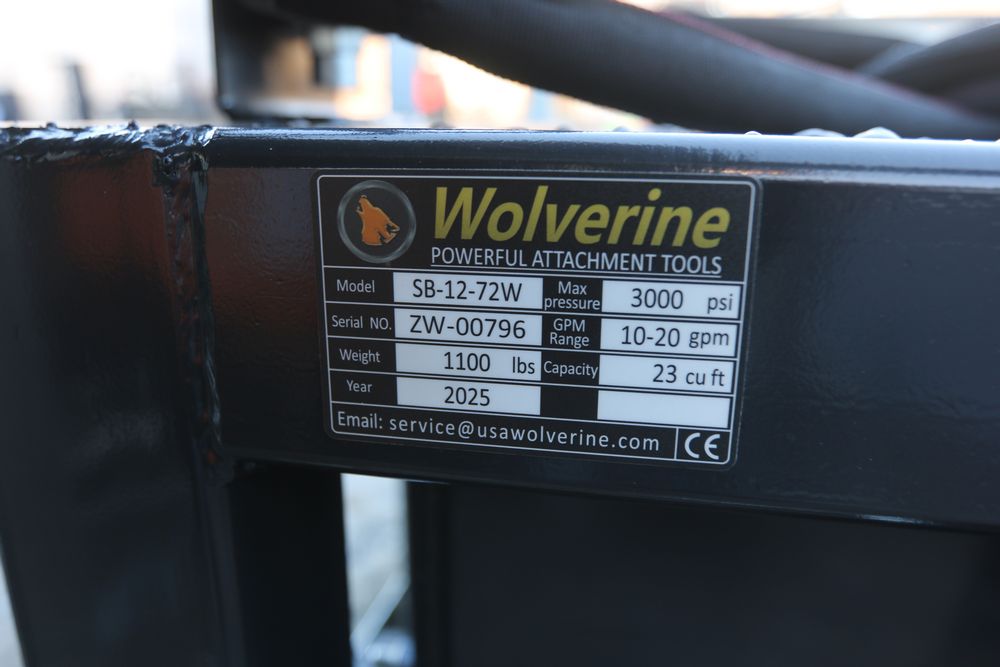 Wolverine
POWERFUL ATTACHMENT TOOLS
Model SB-12-72W Max pressure 3000 psi
Serial NO. ZW-00796 GPM Range 10-20 gpm
Weight 1100 lbs Capacity 23 cu ft
Year 2025
Email: service@usawolverine.com CE